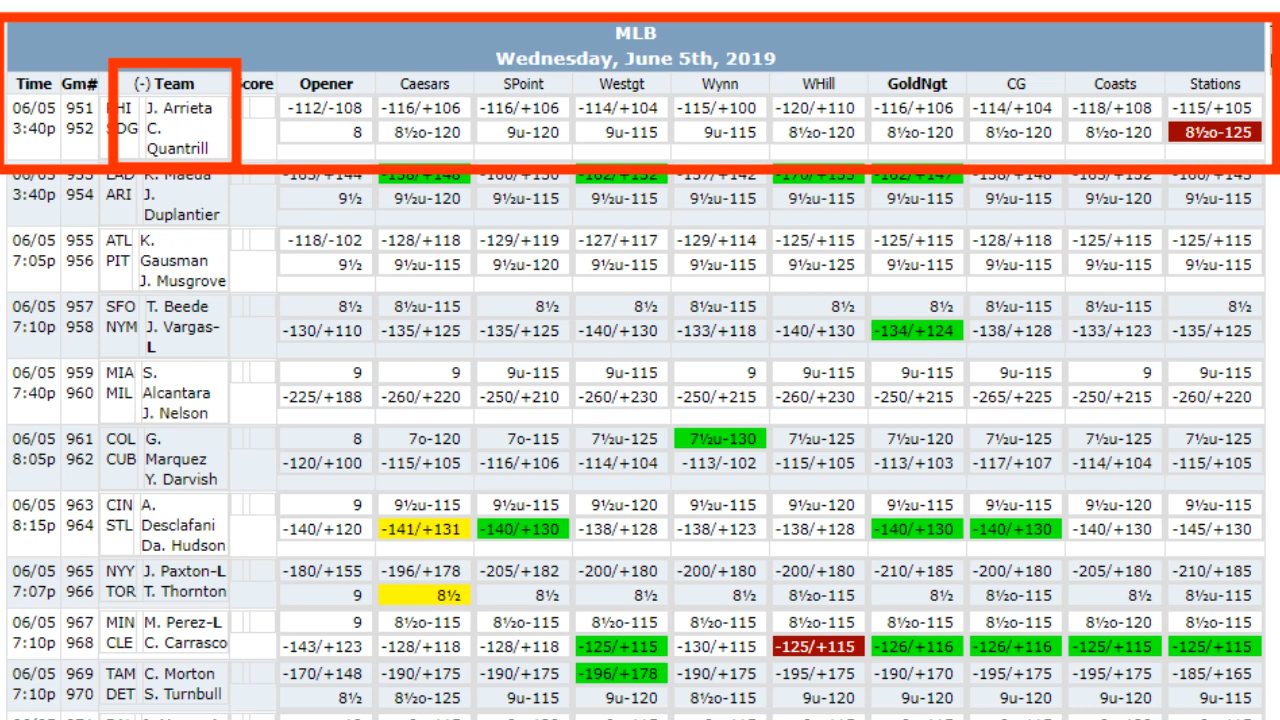 MLB
Wednesday, June 5th, 2019
Time Gm# (-) Team core Opener Caesars SPoint Westgt Wynn WHill GoldNgt CG Coasts Stations
06/05 951 PHI J. Arrieta -112/-108 -116/+106 -116/+106 -114/+104 -115/+100 -120/+110 -116/+106 -114/+104 -118/+108 -115/+105
3:40p 952 SDG C. 8 8½o-120 9u-120 9u-115 9u-115 8½o-120 8½o-120 8½o-120 8½o-120 8½o-125
Quantrill
06/05 953 LAD K. Maeda
3:40p 954 ARI J. 9½ 9½u-120 9½u-115 9½u-115 9½u-115 9½u-115 9½u-115 9½u-115 9½u-120 9½u-115
Duplantier
06/05 955 ATL K. -118/-102 -128/+118 -129/+119 -127/+117 -129/+114 -125/+115 -125/+115 -128/+118 -125/+115 -125/+115
7:05p 956 PIT Gausman 9½ 9½u-115 9½u-120 9½u-115 9½u-115 9½u-125 9½u-115 9½u-115 9½u-115 9½u-115
J. Musgrove
06/05 957 SFO T. Beede 8½ 8½u-115 8½ 8½ 8½u-115 8½ 8½ 8½u-115 8½u-115 8½
7:10p 958 NYM J. Vargas- -130/+110 -135/+125 -135/+125 -140/+130 -133/+118 -140/+130 -134/+124 -138/+128 -133/+123 -135/+125
L
06/05 959 MIA S. 9 9 9u-115 9u-115 9 9u-115 9u-115 9u-115 9 9u-115
7:40p 960 MIL Alcantara -225/+188 -260/+220 -250/+210 -260/+230 -250/+215 -260/+230 -250/+215 -265/+225 -250/+215 -260/+220
J. Nelson
06/05 961 COL G. 8 7o-120 7o-115 7½u-125 7½u-130 7½u-125 7½u-120 7½u-125 7½u-125 7½u-125
8:05p 962 CUB Marquez -120/+100 -115/+105 -116/+106 -114/+104 -113/-102 -115/+105 -113/+103 -117/+107 -114/+104 -115/+105
Y. Darvish
06/05 963 CIN A. 9 9½u-115 9½u-115 9½u-120 9½u-115 9½u-120 9½u-115 9½u-115 9½u-120 9½u-115
8:15p 964 STL Desclafani -140/+120 -141/+131 -140/+130 -138/+128 -138/+123 -138/+128 -140/+130 -140/+130 -140/+130 -145/+130
Da. Hudson
06/05 965 NYY J. Paxton-L -180/+155 -196/+178 -205/+182 -200/+180 -200/+180 -200/+180 -210/+185 -200/+180 -205/+180 -210/+185
7:07p 966 TOR T. Thornton 9 8½ 8½ 8½ 8½ 8½o-115 8½ 8½o-115 8½ 8½u-115
06/05 967 MIN M. Perez-L 9 8½o-115 8½o-115 8½o-115 8½o-115 8½o-115 8½o-115 8½o-115 8½o-115 8½o-115
7:10p 968 CLE C. Carrasco -143/+123 -128/+118 -128/+118 -125/+115 -130/+115 -125/+115 -126/+116 -126/+116 -125/+115 -125/+115
06/05 969 TAM C. Morton -170/+148 -190/+175 -190/+175 -196/+178 -190/+175 -195/+175 -190/+170 -195/+175 -190/+175 -185/+165
7:10p 970 DET S. Turnbull 8½ 8½o-125 9u-115 9u-120 8½o-115 9u-115 9u-120 9u-115 9u-120 9u-115